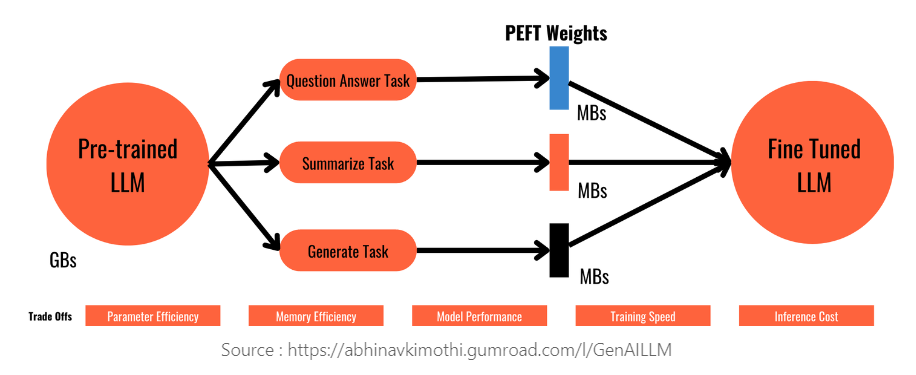 PEFT Weights
Pre-trained
LLM
GBs
Question Answer Task
Summarize Task
Generate Task
MBs
MBs
MBs
Fine Tuned
LLM
Trade Offs
Parameter Efficiency
Memory Efficiency
Model Performance
Training Speed
Inference Cost
Source : https://abhinavkimothi.gumroad.com/l/GenAILLM